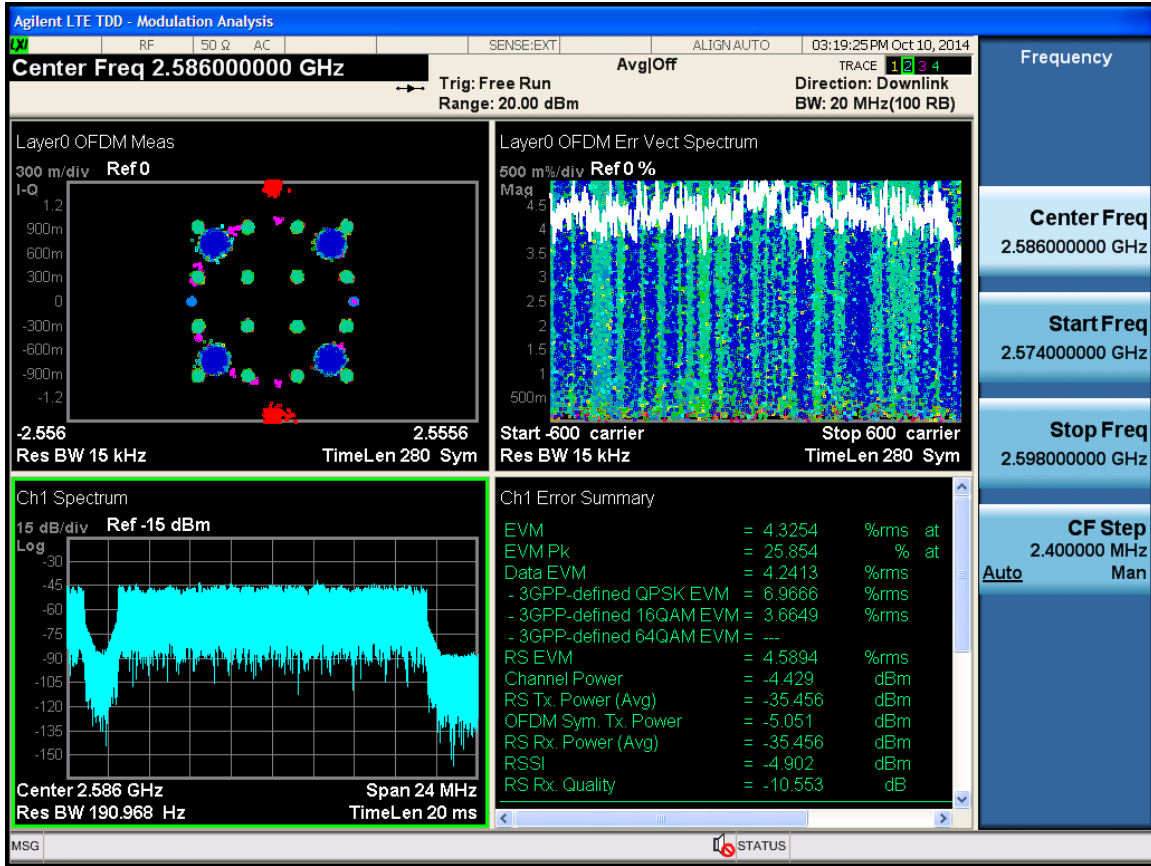 Agilent LTE TDD - Modulation Analysis
LXI RF 50 Ω AC SENSE:EXT ALIGN AUTO 03:19:25 PM Oct 10, 2014
Center Freq 2.586000000 GHz
Avg|Off
TRACE 1 2 3 4
Trig: Free Run
Direction: Downlink
Range: 20.00 dBm
BW: 20 MHz(100 RB)
Layer0 OFDM Meas
300 m/div Ref 0
I-Q
1.2
900m
600m
300m
0
-300m
-600m
-900m
-1.2
-2.556 2.5556
Res BW 15 kHz TimeLen 280 Sym
Layer0 OFDM Err Vect Spectrum
500 m%/div Ref 0 %
Mag
4.5
4
3.5
3
2.5
2
1.5
1
500m
Start -600 carrier Stop 600 carrier
Res BW 15 kHz TimeLen 280 Sym
Ch1 Spectrum
15 dB/div Ref -15 dBm
Log
-30
-45
-60
-75
-90
-105
-120
-135
-150
Center 2.586 GHz Span 24 MHz
Res BW 190.968 Hz TimeLen 20 ms
Ch1 Error Summary
EVM = 4.3254 %rms at
EVM Pk = 25.854 % at
Data EVM = 4.2413 %rms
- 3GPP-defined QPSK EVM = 6.9666 %rms
- 3GPP-defined 16QAM EVM = 3.6649 %rms
- 3GPP-defined 64QAM EVM = ---
RS EVM = 4.5894 %rms
Channel Power = -4.429 dBm
RS Tx. Power (Avg) = -35.456 dBm
OFDM Sym. Tx. Power = -5.051 dBm
RS Rx. Power (Avg) = -35.456 dBm
RSSI = -4.902 dBm
RS Rx. Quality = -10.553 dB
Frequency
Center Freq
2.586000000 GHz
Start Freq
2.574000000 GHz
Stop Freq
2.598000000 GHz
CF Step
2.400000 MHz
Auto Man
MSG STATUS